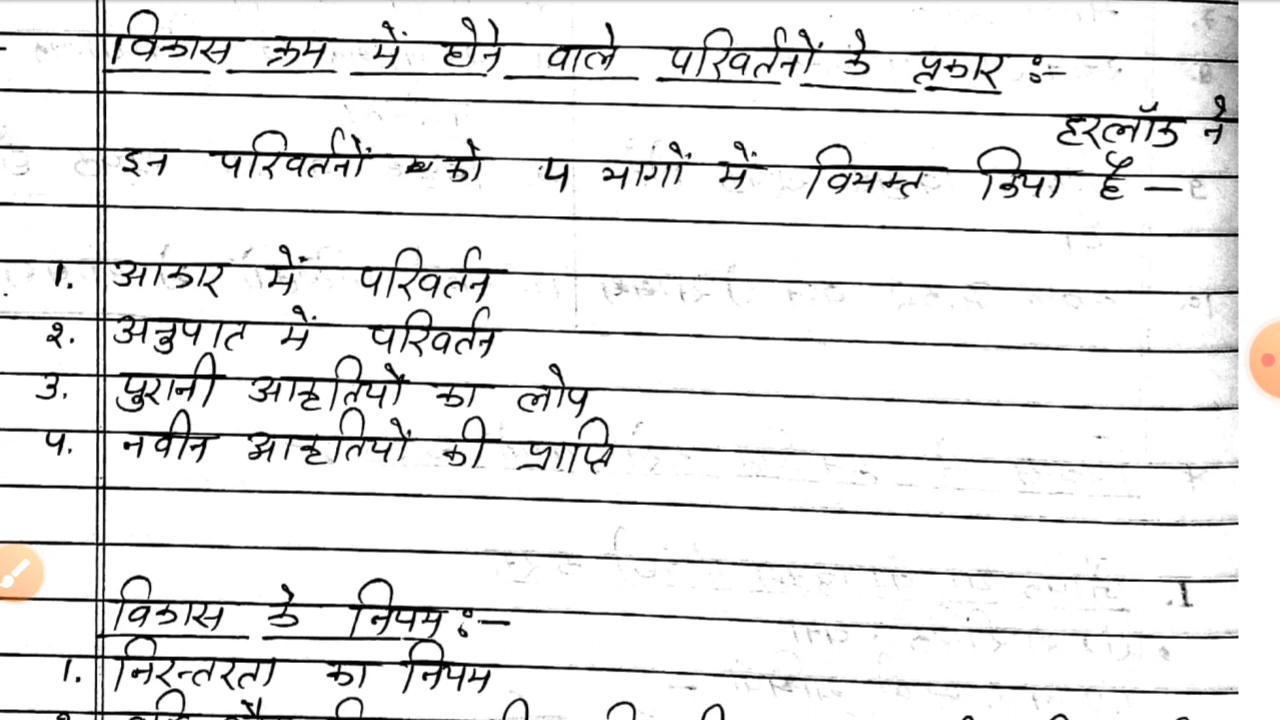 विकास क्रम में होने वाले परिवर्तनों के प्रकार :-
हरलॉक ने
इन परिवर्तनों को 4 भागों में विभक्त किया है -
1. आकार में परिवर्तन
2. अनुपात में परिवर्तन
3. पुरानी आकृतियों का लोप
4. नवीन आकृतियों की प्राप्ति
विकास के नियम :-
1. निरन्तरता का नियम